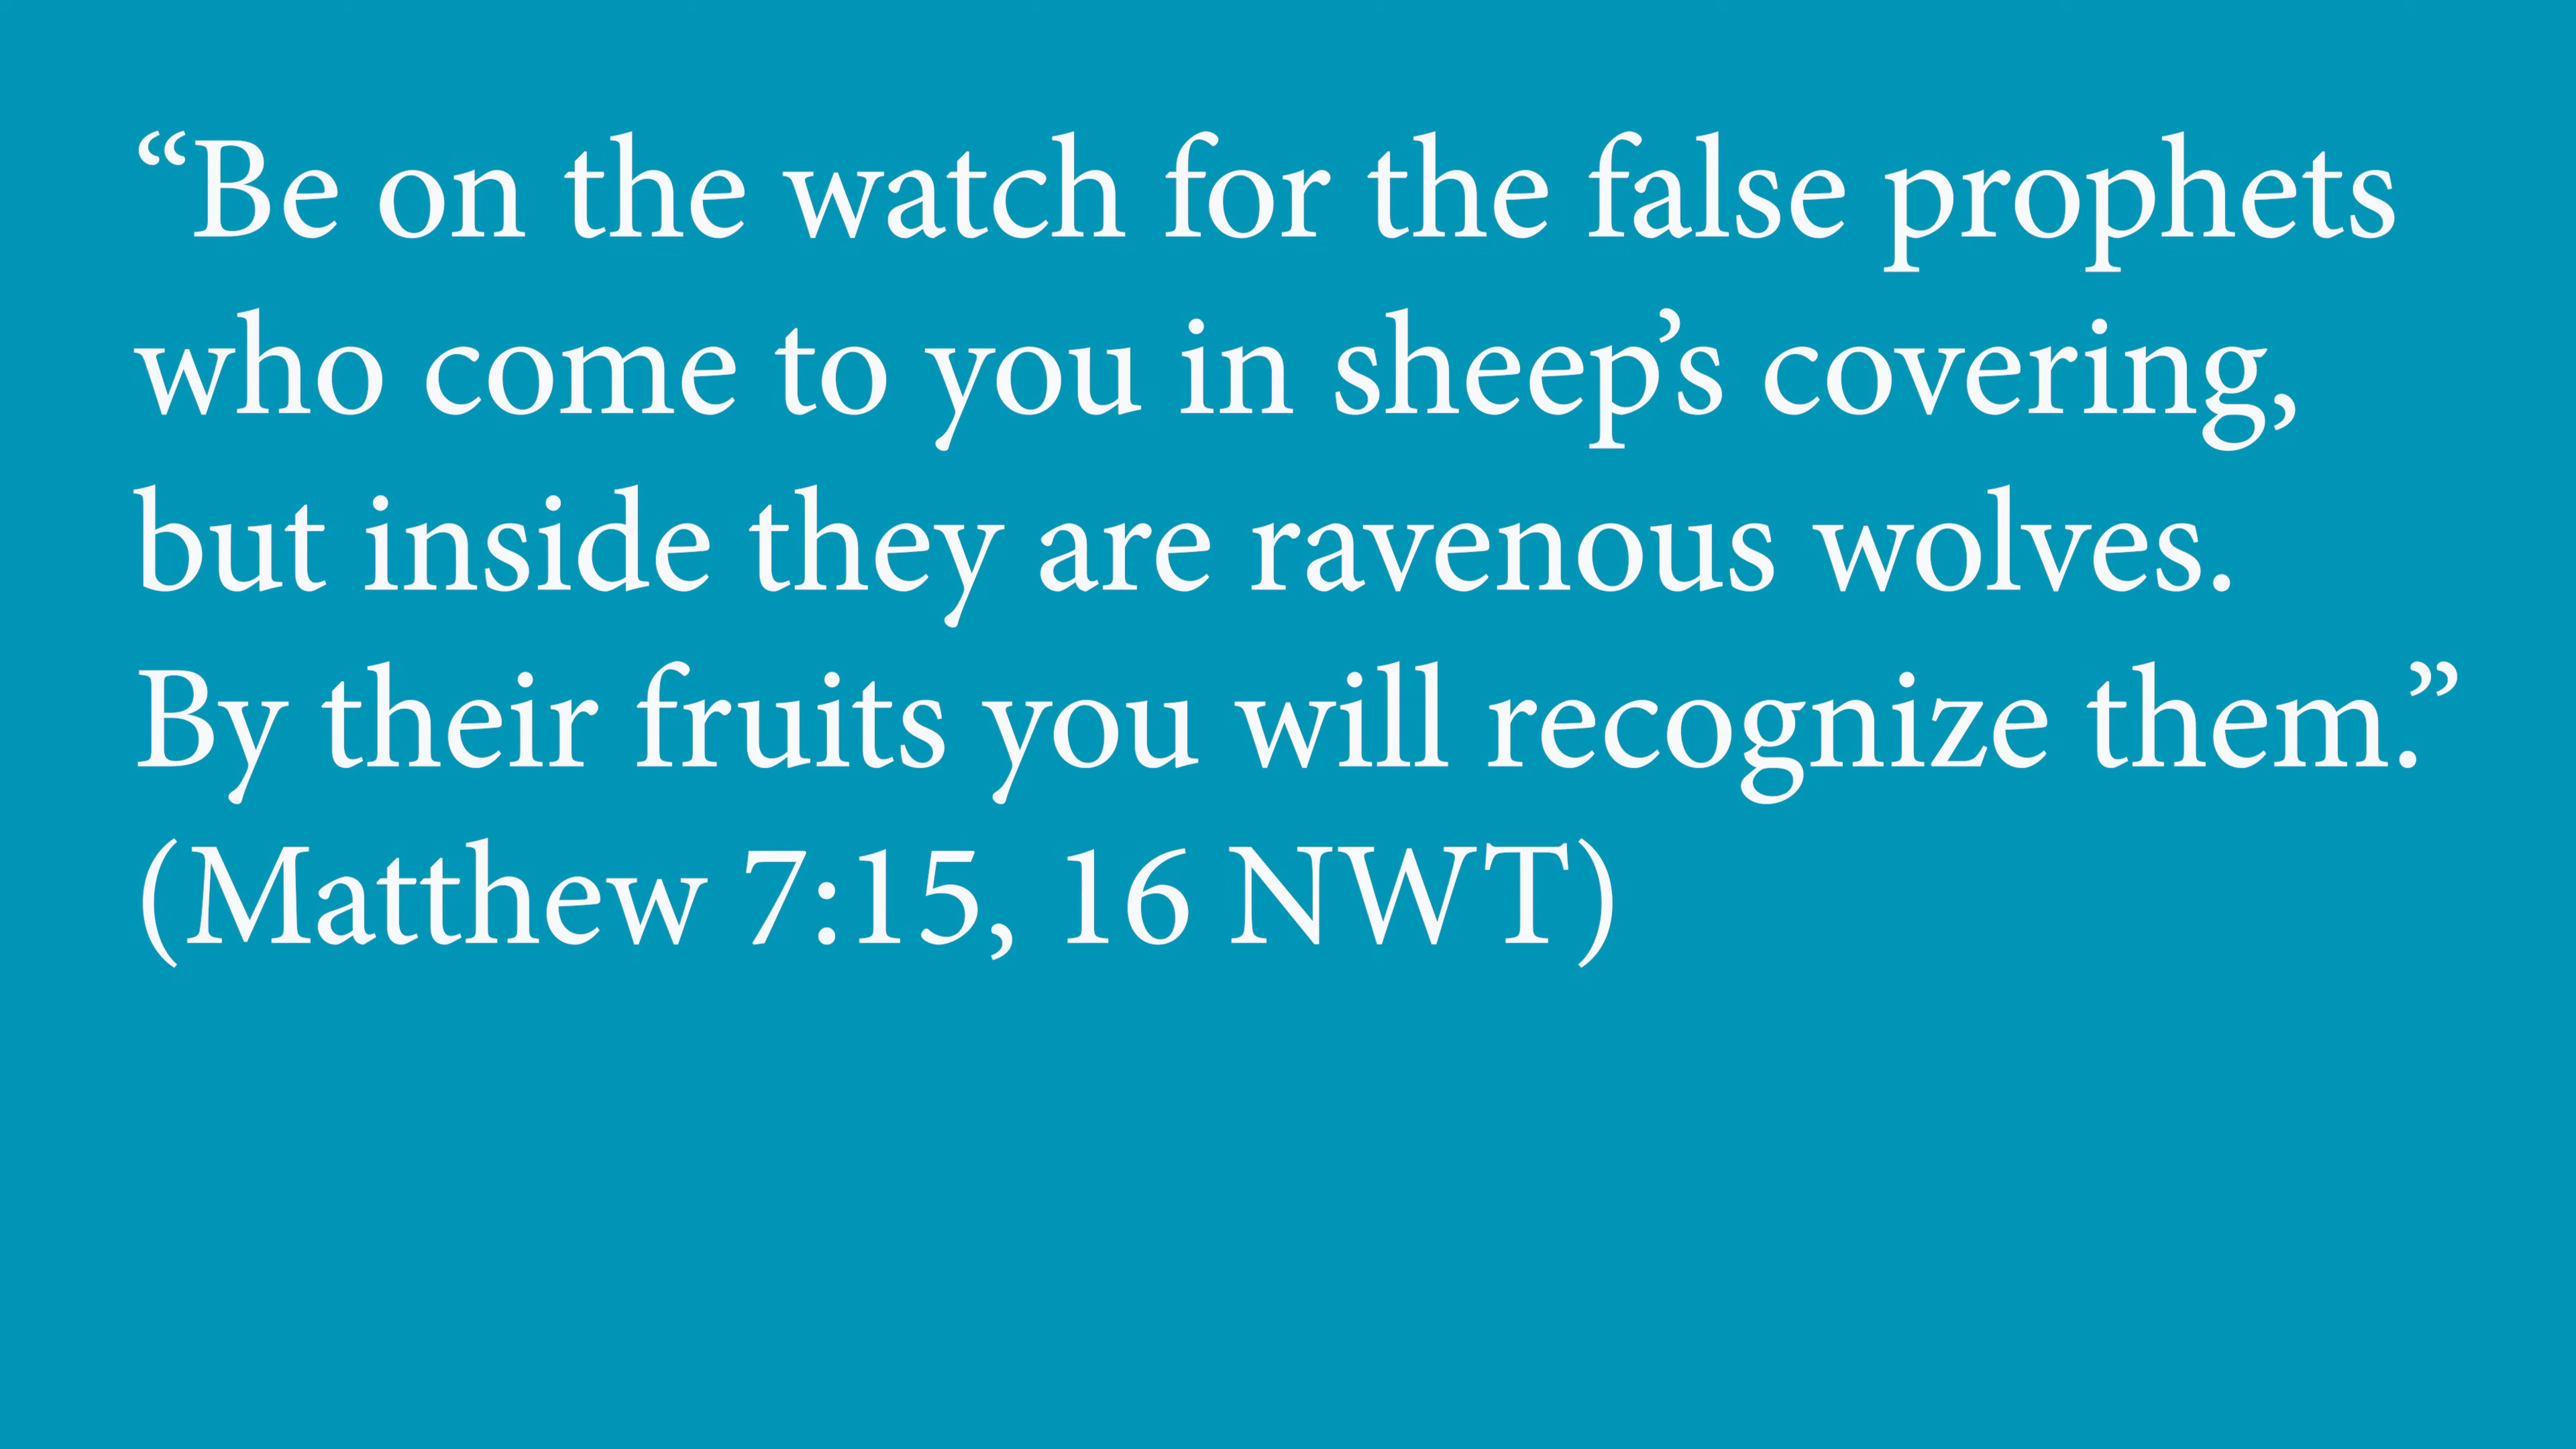 “Be on the watch for the false prophets
who come to you in sheep’s covering,
but inside they are ravenous wolves.
By their fruits you will recognize them.”
(Matthew 7:15, 16 NWT)